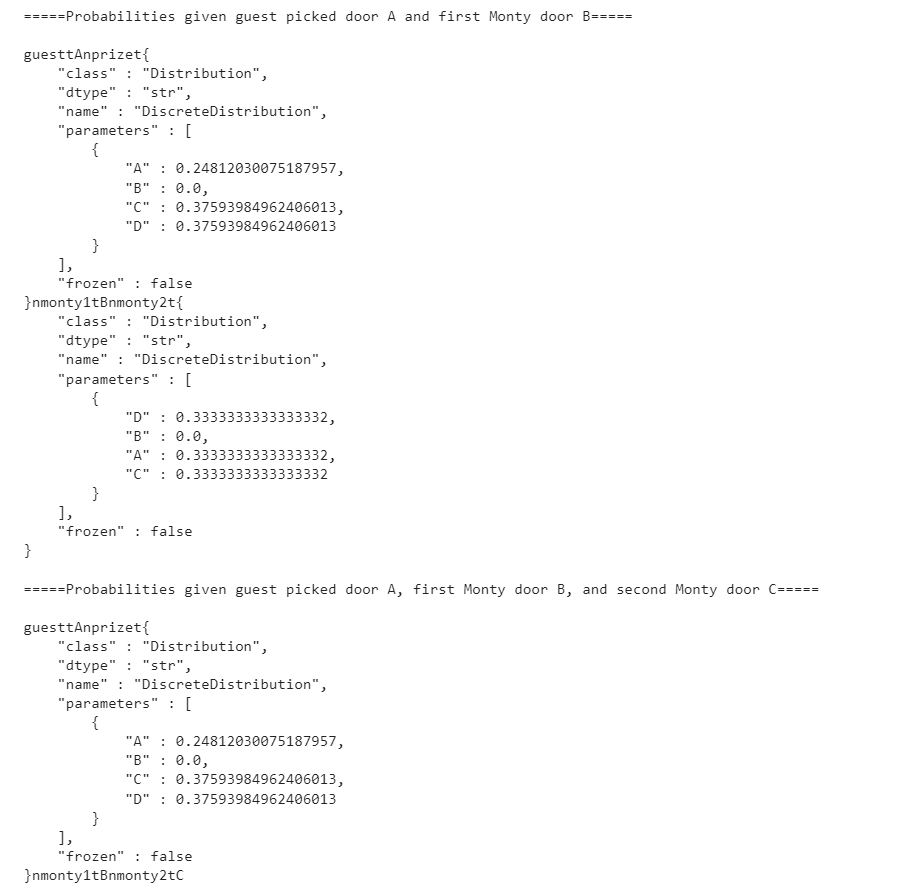 =====Probabilities given guest picked door A and first Monty door B=====
guesttAnprizet{
"class" : "Distribution",
"dtype" : "str",
"name" : "DiscreteDistribution",
"parameters" : [
{
"A" : 0.24812030075187957,
"B" : 0.0,
"C" : 0.37593984962406013,
"D" : 0.37593984962406013
}
],
"frozen" : false
}nmonty1tBnmonty2t{
"class" : "Distribution",
"dtype" : "str",
"name" : "DiscreteDistribution",
"parameters" : [
{
"D" : 0.3333333333333332,
"B" : 0.0,
"A" : 0.3333333333333332,
"C" : 0.3333333333333332
}
],
"frozen" : false
}
=====Probabilities given guest picked door A, first Monty door B, and second Monty door C=====
guesttAnprizet{
"class" : "Distribution",
"dtype" : "str",
"name" : "DiscreteDistribution",
"parameters" : [
{
"A" : 0.24812030075187957,
"B" : 0.0,
"C" : 0.37593984962406013,
"D" : 0.37593984962406013
}
],
"frozen" : false
}nmonty1tBnmonty2tC